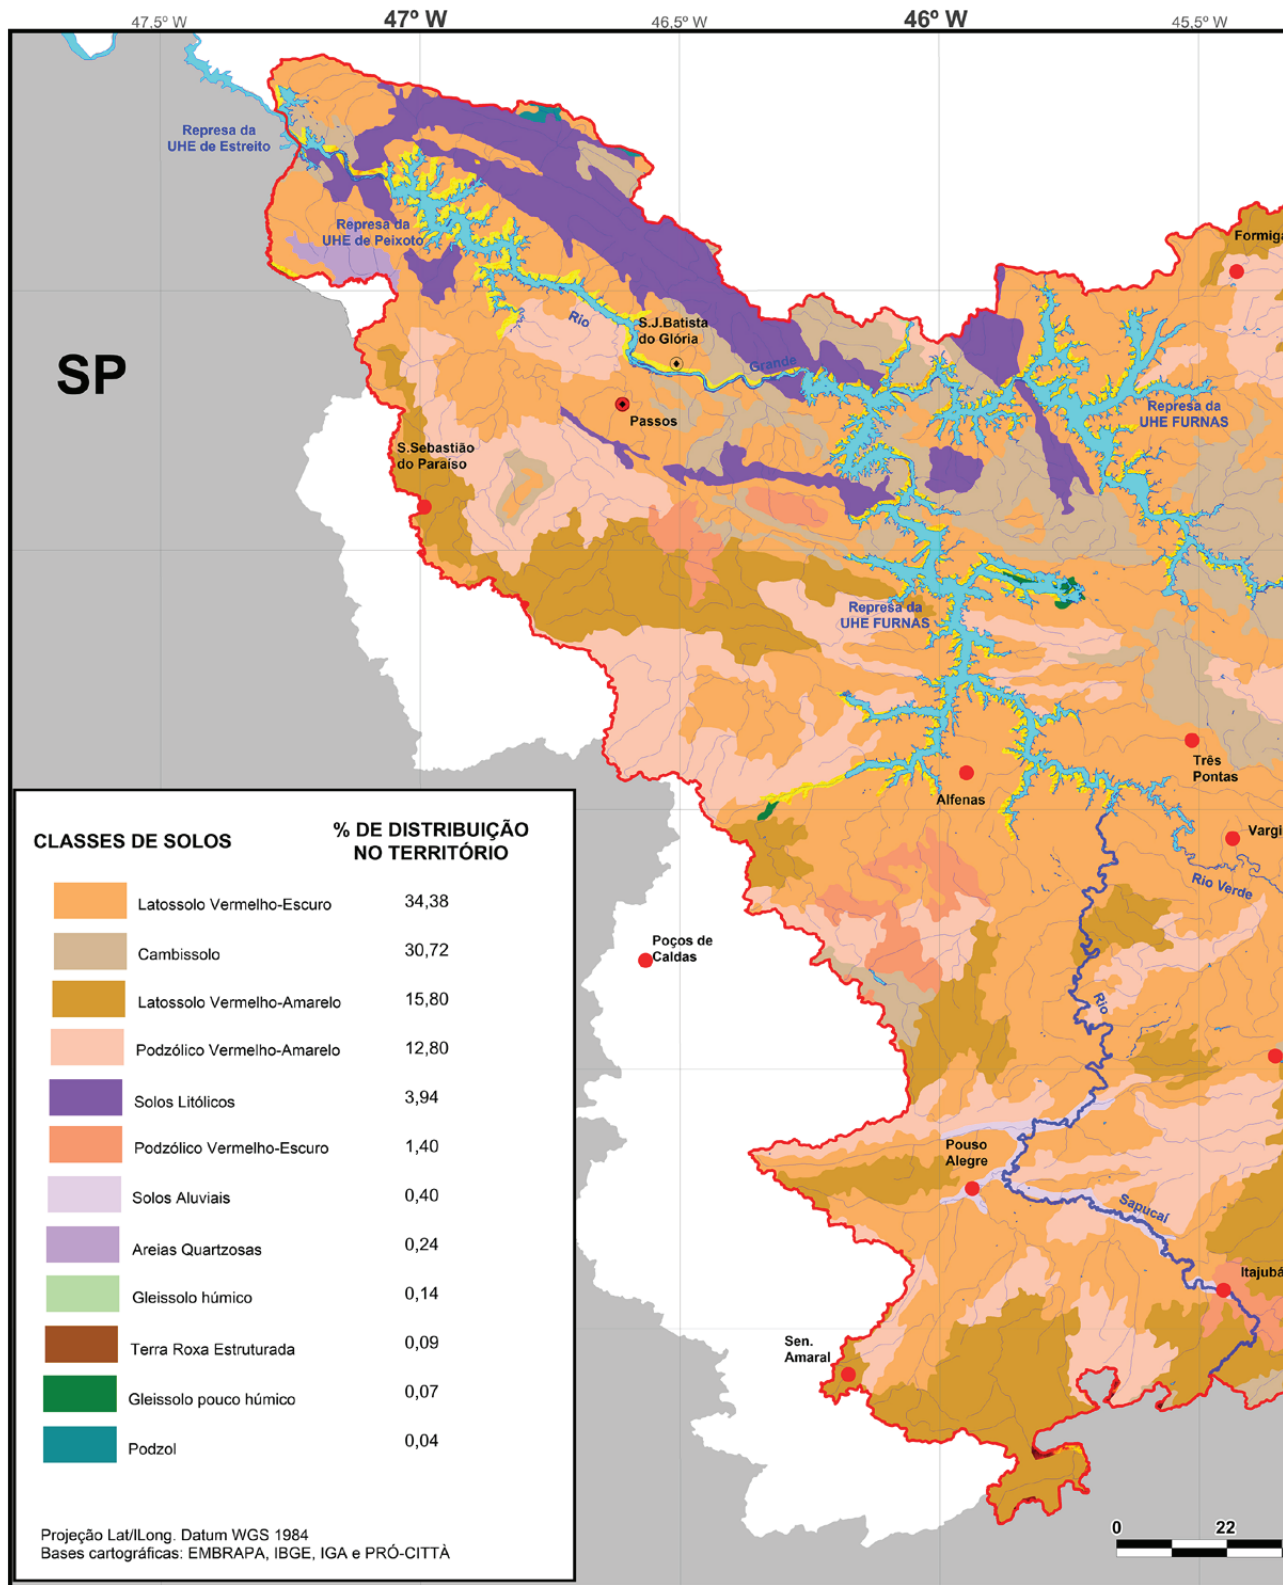 47,5º W
47º W
46,5º W
46º W
45,5º W
Represa da
UHE de Estreito
Represa da
UHE de Peixoto
Formiga
Rio
S.J.Batista
do Glória
Grande
SP
Passos
Represa da
UHE FURNAS
S.Sebastião
do Paraíso
Represa da
UHE FURNAS
Três
Pontas
Alfenas
Vargi
Rio Verde
Poços de
Caldas
Rio
Pouso
Alegre
Sapucaí
Itajubá
Sen.
Amaral
CLASSES DE SOLOS
% DE DISTRIBUIÇÃO
NO TERRITÓRIO
Latossolo Vermelho-Escuro 34,38
Cambissolo 30,72
Latossolo Vermelho-Amarelo 15,80
Podzólico Vermelho-Amarelo 12,80
Solos Litólicos 3,94
Podzólico Vermelho-Escuro 1,40
Solos Aluviais 0,40
Areias Quartzosas 0,24
Gleissolo húmico 0,14
Terra Roxa Estruturada 0,09
Gleissolo pouco húmico 0,07
Podzol 0,04
Projeção Lat/lLong. Datum WGS 1984
Bases cartográficas: EMBRAPA, IBGE, IGA e PRÓ-CITTÀ
0 22